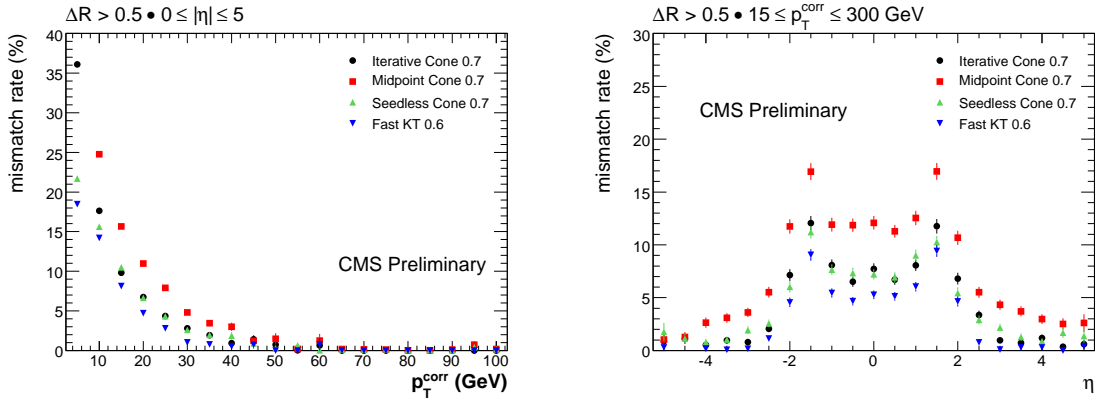 ΔR > 0.5 • 0 ≤ |η| ≤ 5
mismatch rate (%)
40
35
30
25
20
15
10
5
0
Iterative Cone 0.7
Midpoint Cone 0.7
Seedless Cone 0.7
Fast KT 0.6
CMS Preliminary
10 20 30 40 50 60 70 80 90 100
p_T^corr (GeV)
ΔR > 0.5 • 15 ≤ p_T^corr ≤ 300 GeV
mismatch rate (%)
30
25
20
15
10
5
0
Iterative Cone 0.7
Midpoint Cone 0.7
Seedless Cone 0.7
Fast KT 0.6
CMS Preliminary
-4 -2 0 2 4
η